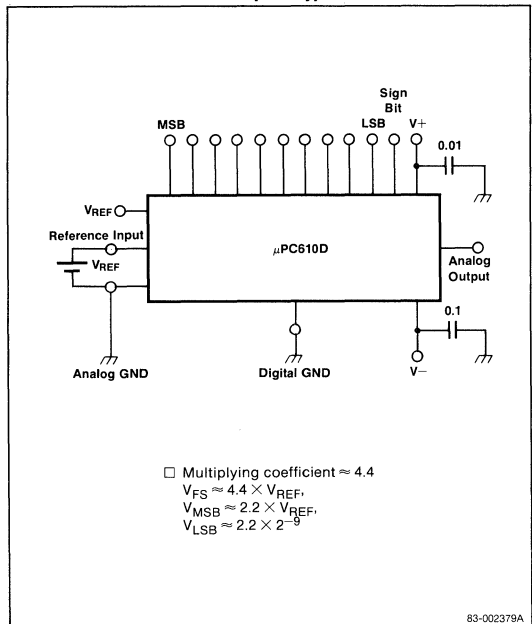 Sign
Bit
MSB
LSB
V+
0.01
VREF
Reference Input
VREF
μPC610D
Analog
Output
0.1
Analog GND
Digital GND
V−
□ Multiplying coefficient ≈ 4.4
VFS ≈ 4.4 × VREF,
VMSB ≈ 2.2 × VREF,
VLSB ≈ 2.2 × 2⁻⁹
83-002379A